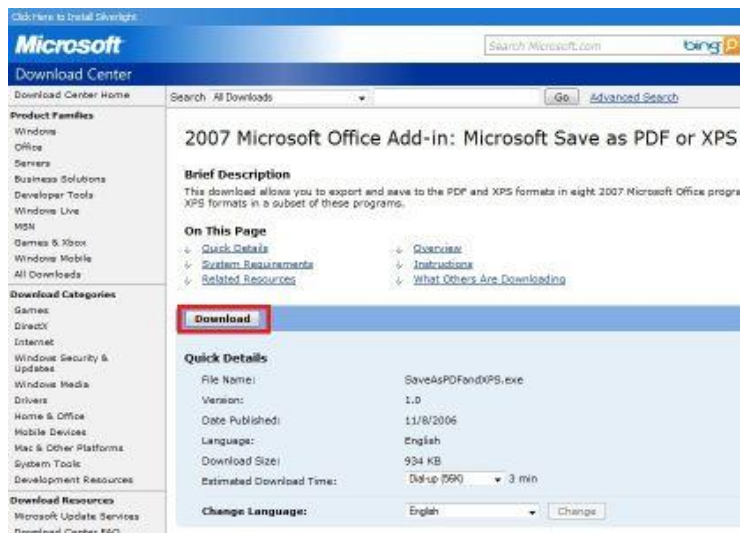 Click Here to Install Silverlight
Microsoft
Search Microsoft.com bing
Download Center
Download Center Home
Search All Downloads Go Advanced Search
Product Families
Windows
Office
Servers
Business Solutions
Developer Tools
Windows Live
MSN
Games & Xbox
Windows Mobile
All Downloads
Download Categories
Games
DirectX
Internet
Windows Security & Updates
Windows Media
Drivers
Home & Office
Mobile Devices
Mac & Other Platforms
System Tools
Development Resources
Download Resources
Microsoft Update Services
Download Center FAQ
2007 Microsoft Office Add-in: Microsoft Save as PDF or XPS
Brief Description
This download allows you to export and save to the PDF and XPS formats in eight 2007 Microsoft Office progra
XPS formats in a subset of these programs.
On This Page
Quick Details Overview
System Requirements Instructions
Related Resources What Others Are Downloading
Download
Quick Details
File Name: SaveAsPDFandXPS.exe
Version: 1.0
Date Published: 11/8/2006
Language: English
Download Size: 934 KB
Estimated Download Time: Dial-up (56K) 3 min
Change Language: English Change